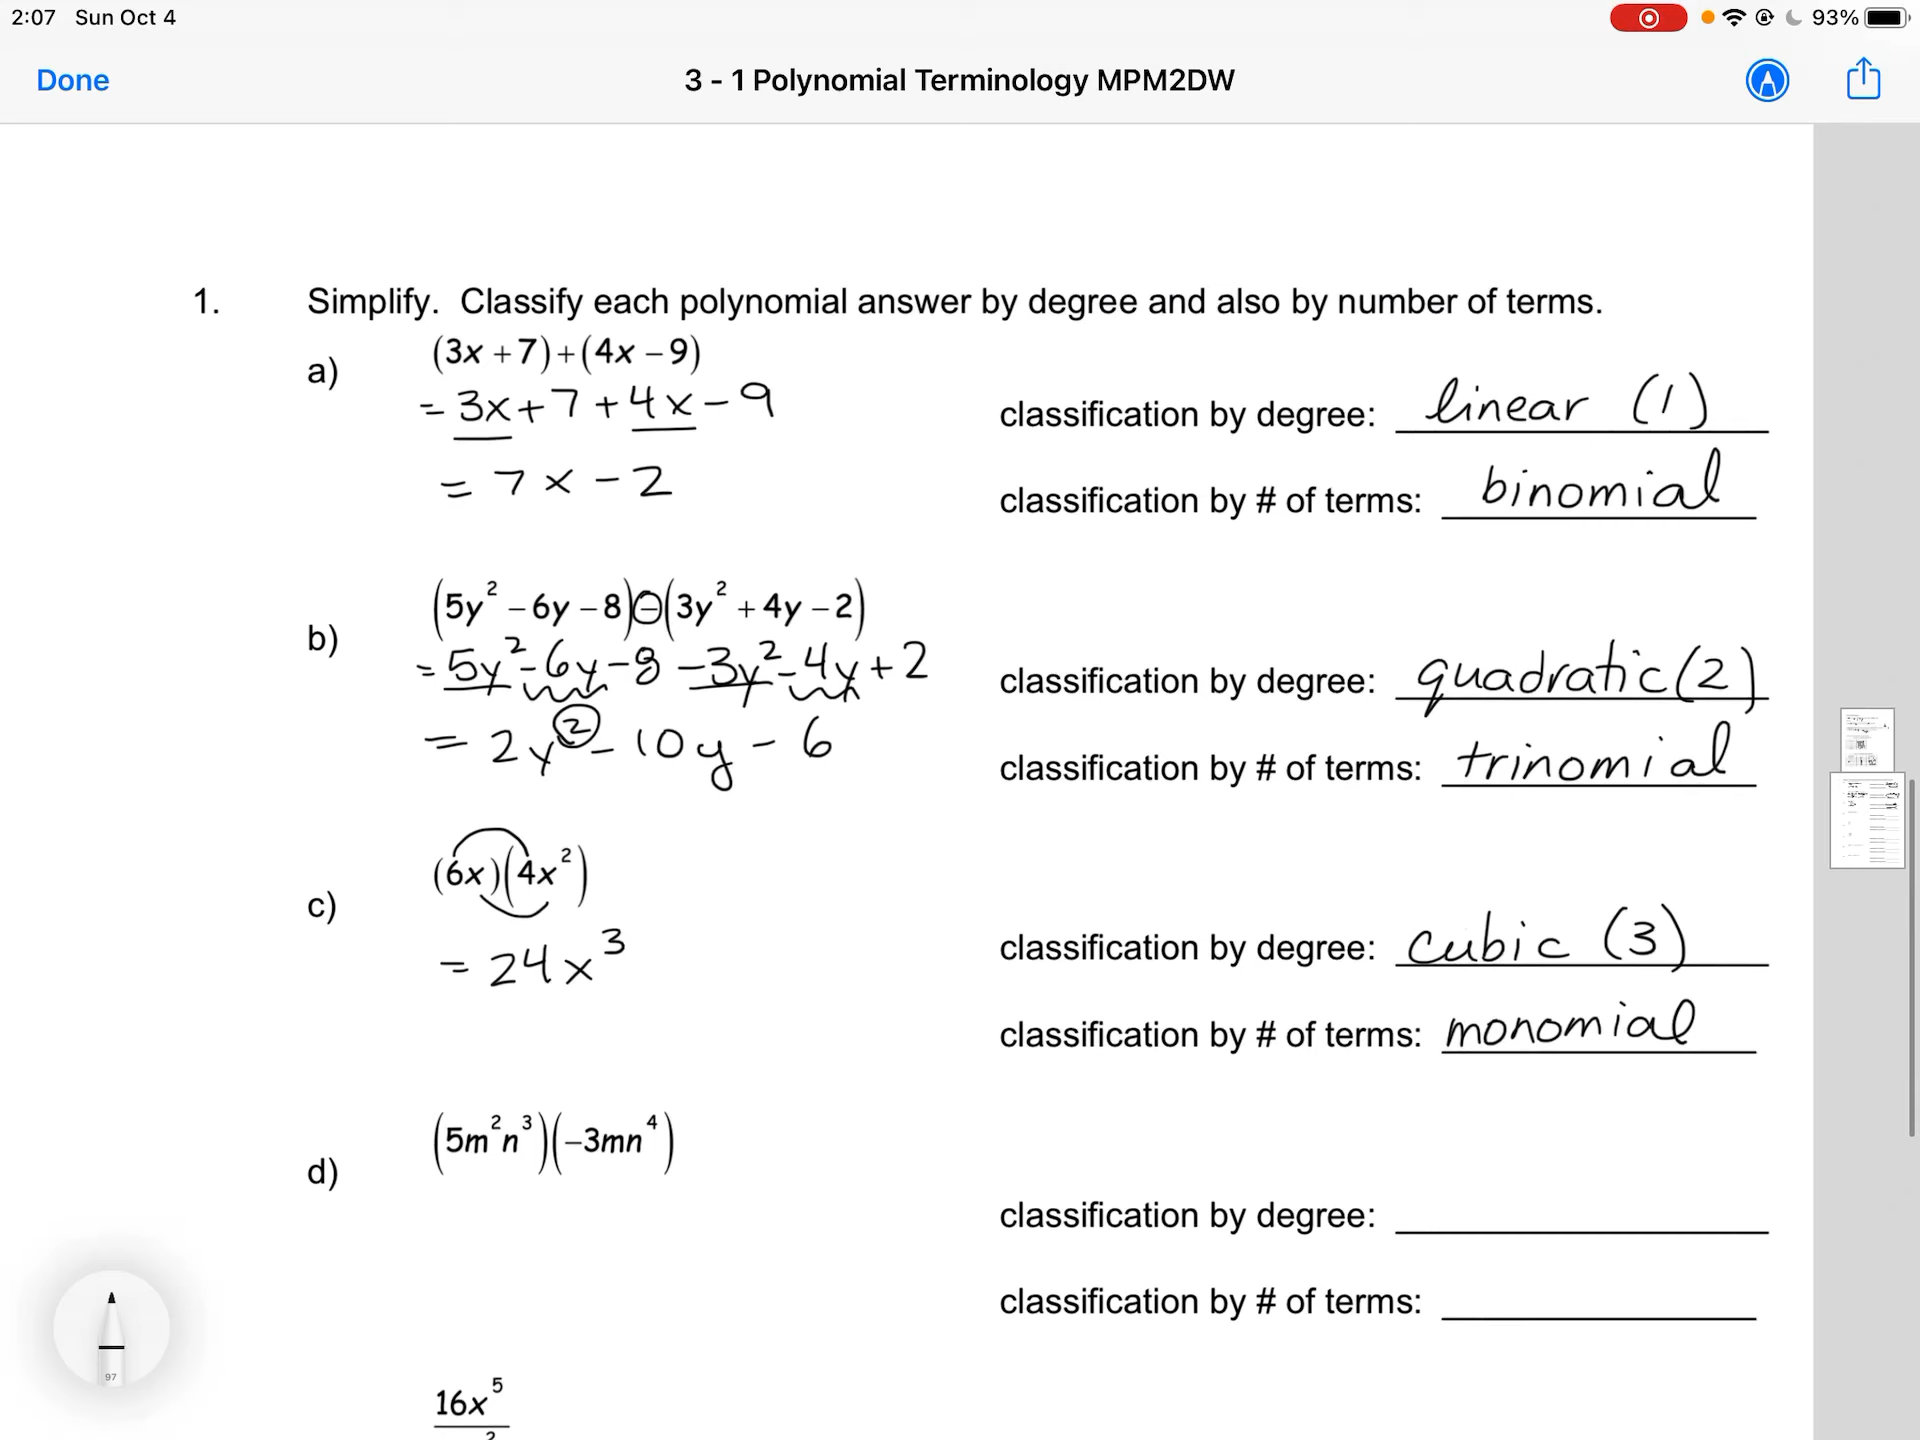 2:07 Sun Oct 4
93%
Done
3 - 1 Polynomial Terminology MPM2DW
1. Simplify. Classify each polynomial answer by degree and also by number of terms.
a) (3x + 7) + (4x − 9)
= 3x + 7 + 4x − 9
classification by degree: linear (1)
= 7x − 2
classification by # of terms: binomial
b) (5y² − 6y − 8) − (3y² + 4y − 2)
= 5y² − 6y − 8 − 3y² − 4y + 2
classification by degree: quadratic (2)
= 2y² − 10y − 6
classification by # of terms: trinomial
c) (6x)(4x²)
= 24x³
classification by degree: cubic (3)
classification by # of terms: monomial
d) (5m²n³)(−3mn⁴)
classification by degree:
classification by # of terms:
97
16x⁵
2